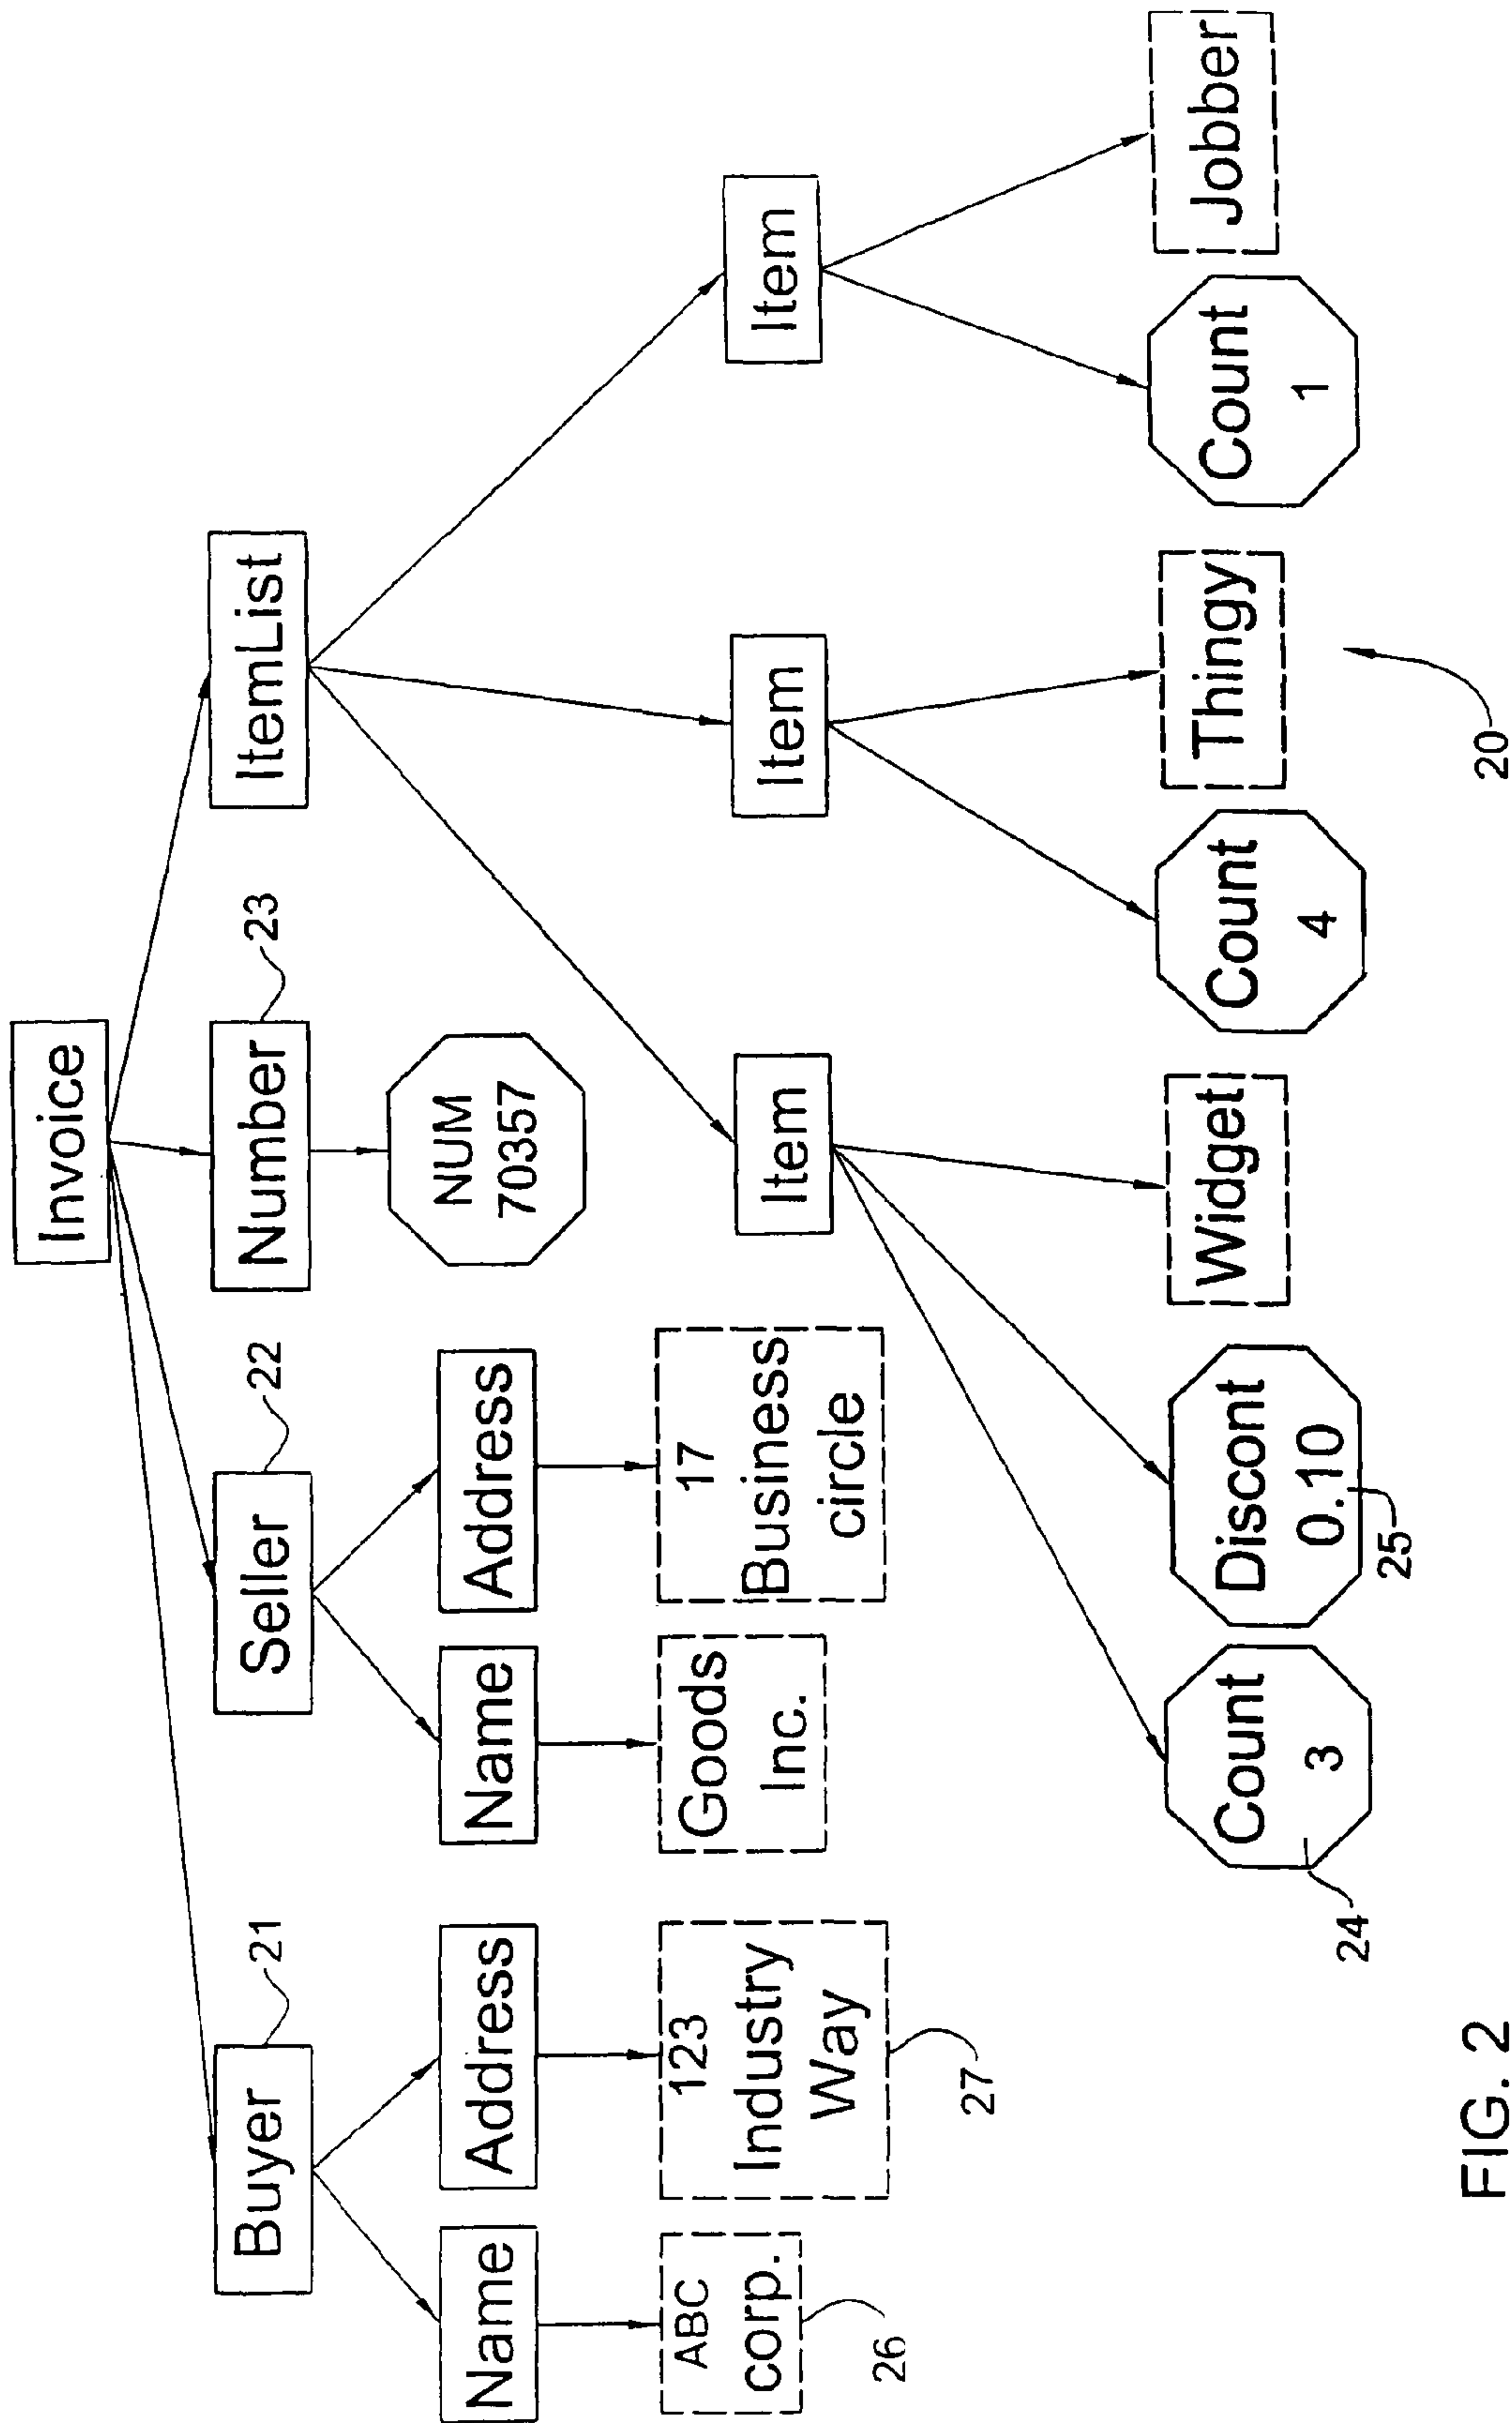 Invoice
Buyer
21
Seller
22
Number
23
ItemList
Name
Address
Name
Address
NUM
70357
ABC
corp.
26
123
Industry
Way
27
Goods
Inc.
17
Business
circle
Item
Item
Item
Count
3
24
Discont
0.10
25
Widget
Count
4
Thingy
Count
1
Jobber
20
FIG. 2